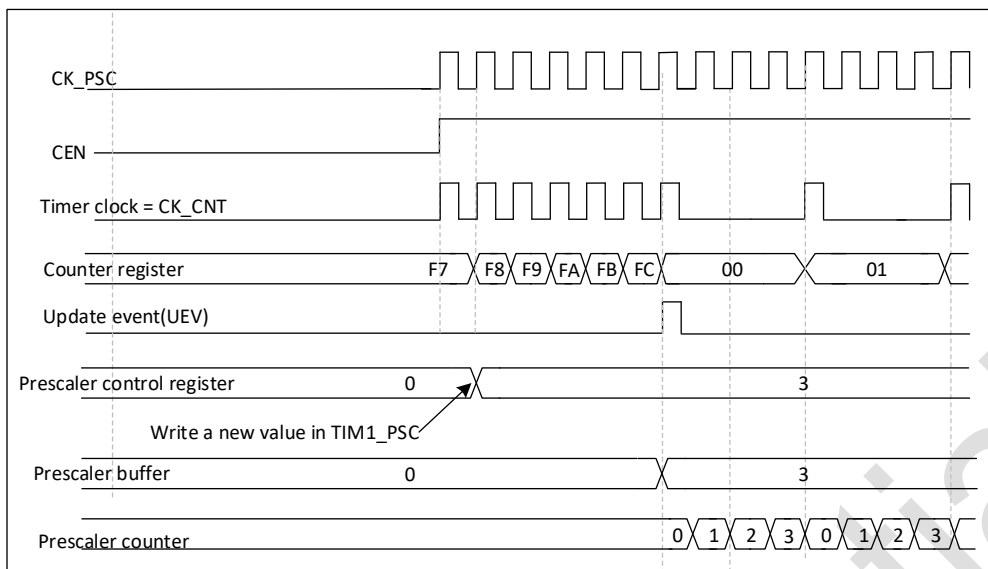 CK_PSC
CEN
Timer clock = CK_CNT
Counter register F7 F8 F9 FA FB FC 00 01
Update event(UEV)
Prescaler control register 0 3
Write a new value in TIM1_PSC
Prescaler buffer 0 3
Prescaler counter 0 1 2 3 0 1 2 3